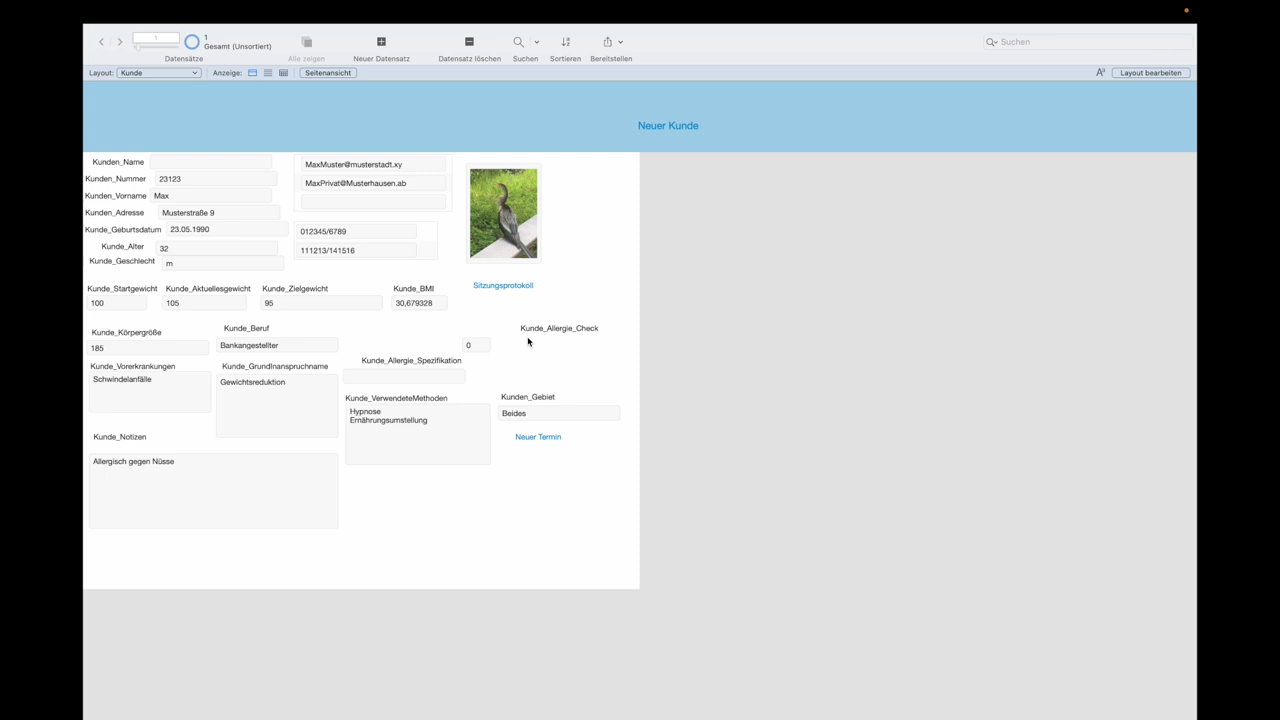 1
1
Gesamt (Unsortiert)
Datensätze
Alle zeigen
Neuer Datensatz
Datensatz löschen
Suchen
Sortieren
Bereitstellen
Suchen
Layout:
Kunde
Anzeige:
Seitenansicht
Layout bearbeiten
Neuer Kunde
Kunden_Name
Kunden_Nummer 23123
Kunden_Vorname Max
Kunden_Adresse Musterstraße 9
Kunde_Geburtsdatum 23.05.1990
Kunde_Alter 32
Kunde_Geschlecht m
MaxMuster@musterstadt.xy
MaxPrivat@Musterhausen.ab
012345/6789
111213/141516
Sitzungsprotokoll
Kunde_Startgewicht Kunde_Aktuellesgewicht Kunde_Zielgewicht Kunde_BMI
100 105 95 30,679328
Kunde_Körpergröße
185
Kunde_Beruf
Bankangestellter
0
Kunde_Allergie_Check
Kunde_Allergie_Spezifikation
Kunde_Vorerkrankungen
Schwindelanfälle
Kunde_GrundInanspruchname
Gewichtsreduktion
Kunde_VerwendeteMethoden
Hypnose
Ernährungsumstellung
Kunden_Gebiet
Beides
Neuer Termin
Kunde_Notizen
Allergisch gegen Nüsse